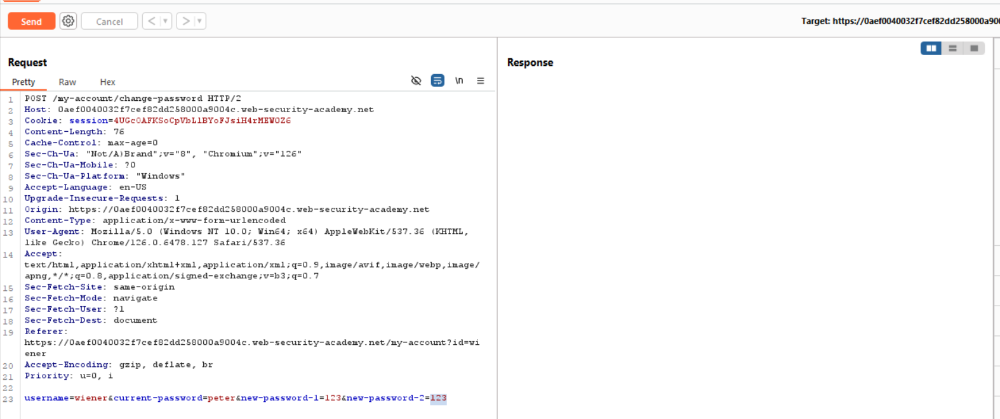 Send
Cancel
< >
Target: https://0aef0040032f7cef82dd258000a900
Request
Response
Pretty Raw Hex
\n
1 POST /my-account/change-password HTTP/2
2 Host: 0aef0040032f7cef82dd258000a9004c.web-security-academy.net
3 Cookie: session=4UGc0AFKSoCpVbLlBYoFJsiH4rMEW0Z6
4 Content-Length: 76
5 Cache-Control: max-age=0
6 Sec-Ch-Ua: "Not/A)Brand";v="8", "Chromium";v="126"
7 Sec-Ch-Ua-Mobile: ?0
8 Sec-Ch-Ua-Platform: "Windows"
9 Accept-Language: en-US
10 Upgrade-Insecure-Requests: 1
11 Origin: https://0aef0040032f7cef82dd258000a9004c.web-security-academy.net
12 Content-Type: application/x-www-form-urlencoded
13 User-Agent: Mozilla/5.0 (Windows NT 10.0; Win64; x64) AppleWebKit/537.36 (KHTML,
like Gecko) Chrome/126.0.6478.127 Safari/537.36
14 Accept:
text/html,application/xhtml+xml,application/xml;q=0.9,image/avif,image/webp,image/
apng,*/*;q=0.8,application/signed-exchange;v=b3;q=0.7
15 Sec-Fetch-Site: same-origin
16 Sec-Fetch-Mode: navigate
17 Sec-Fetch-User: ?1
18 Sec-Fetch-Dest: document
19 Referer:
https://0aef0040032f7cef82dd258000a9004c.web-security-academy.net/my-account?id=wi
ener
20 Accept-Encoding: gzip, deflate, br
21 Priority: u=0, i
22
23 username=wiener&current-password=peter&new-password-1=123&new-password-2=123